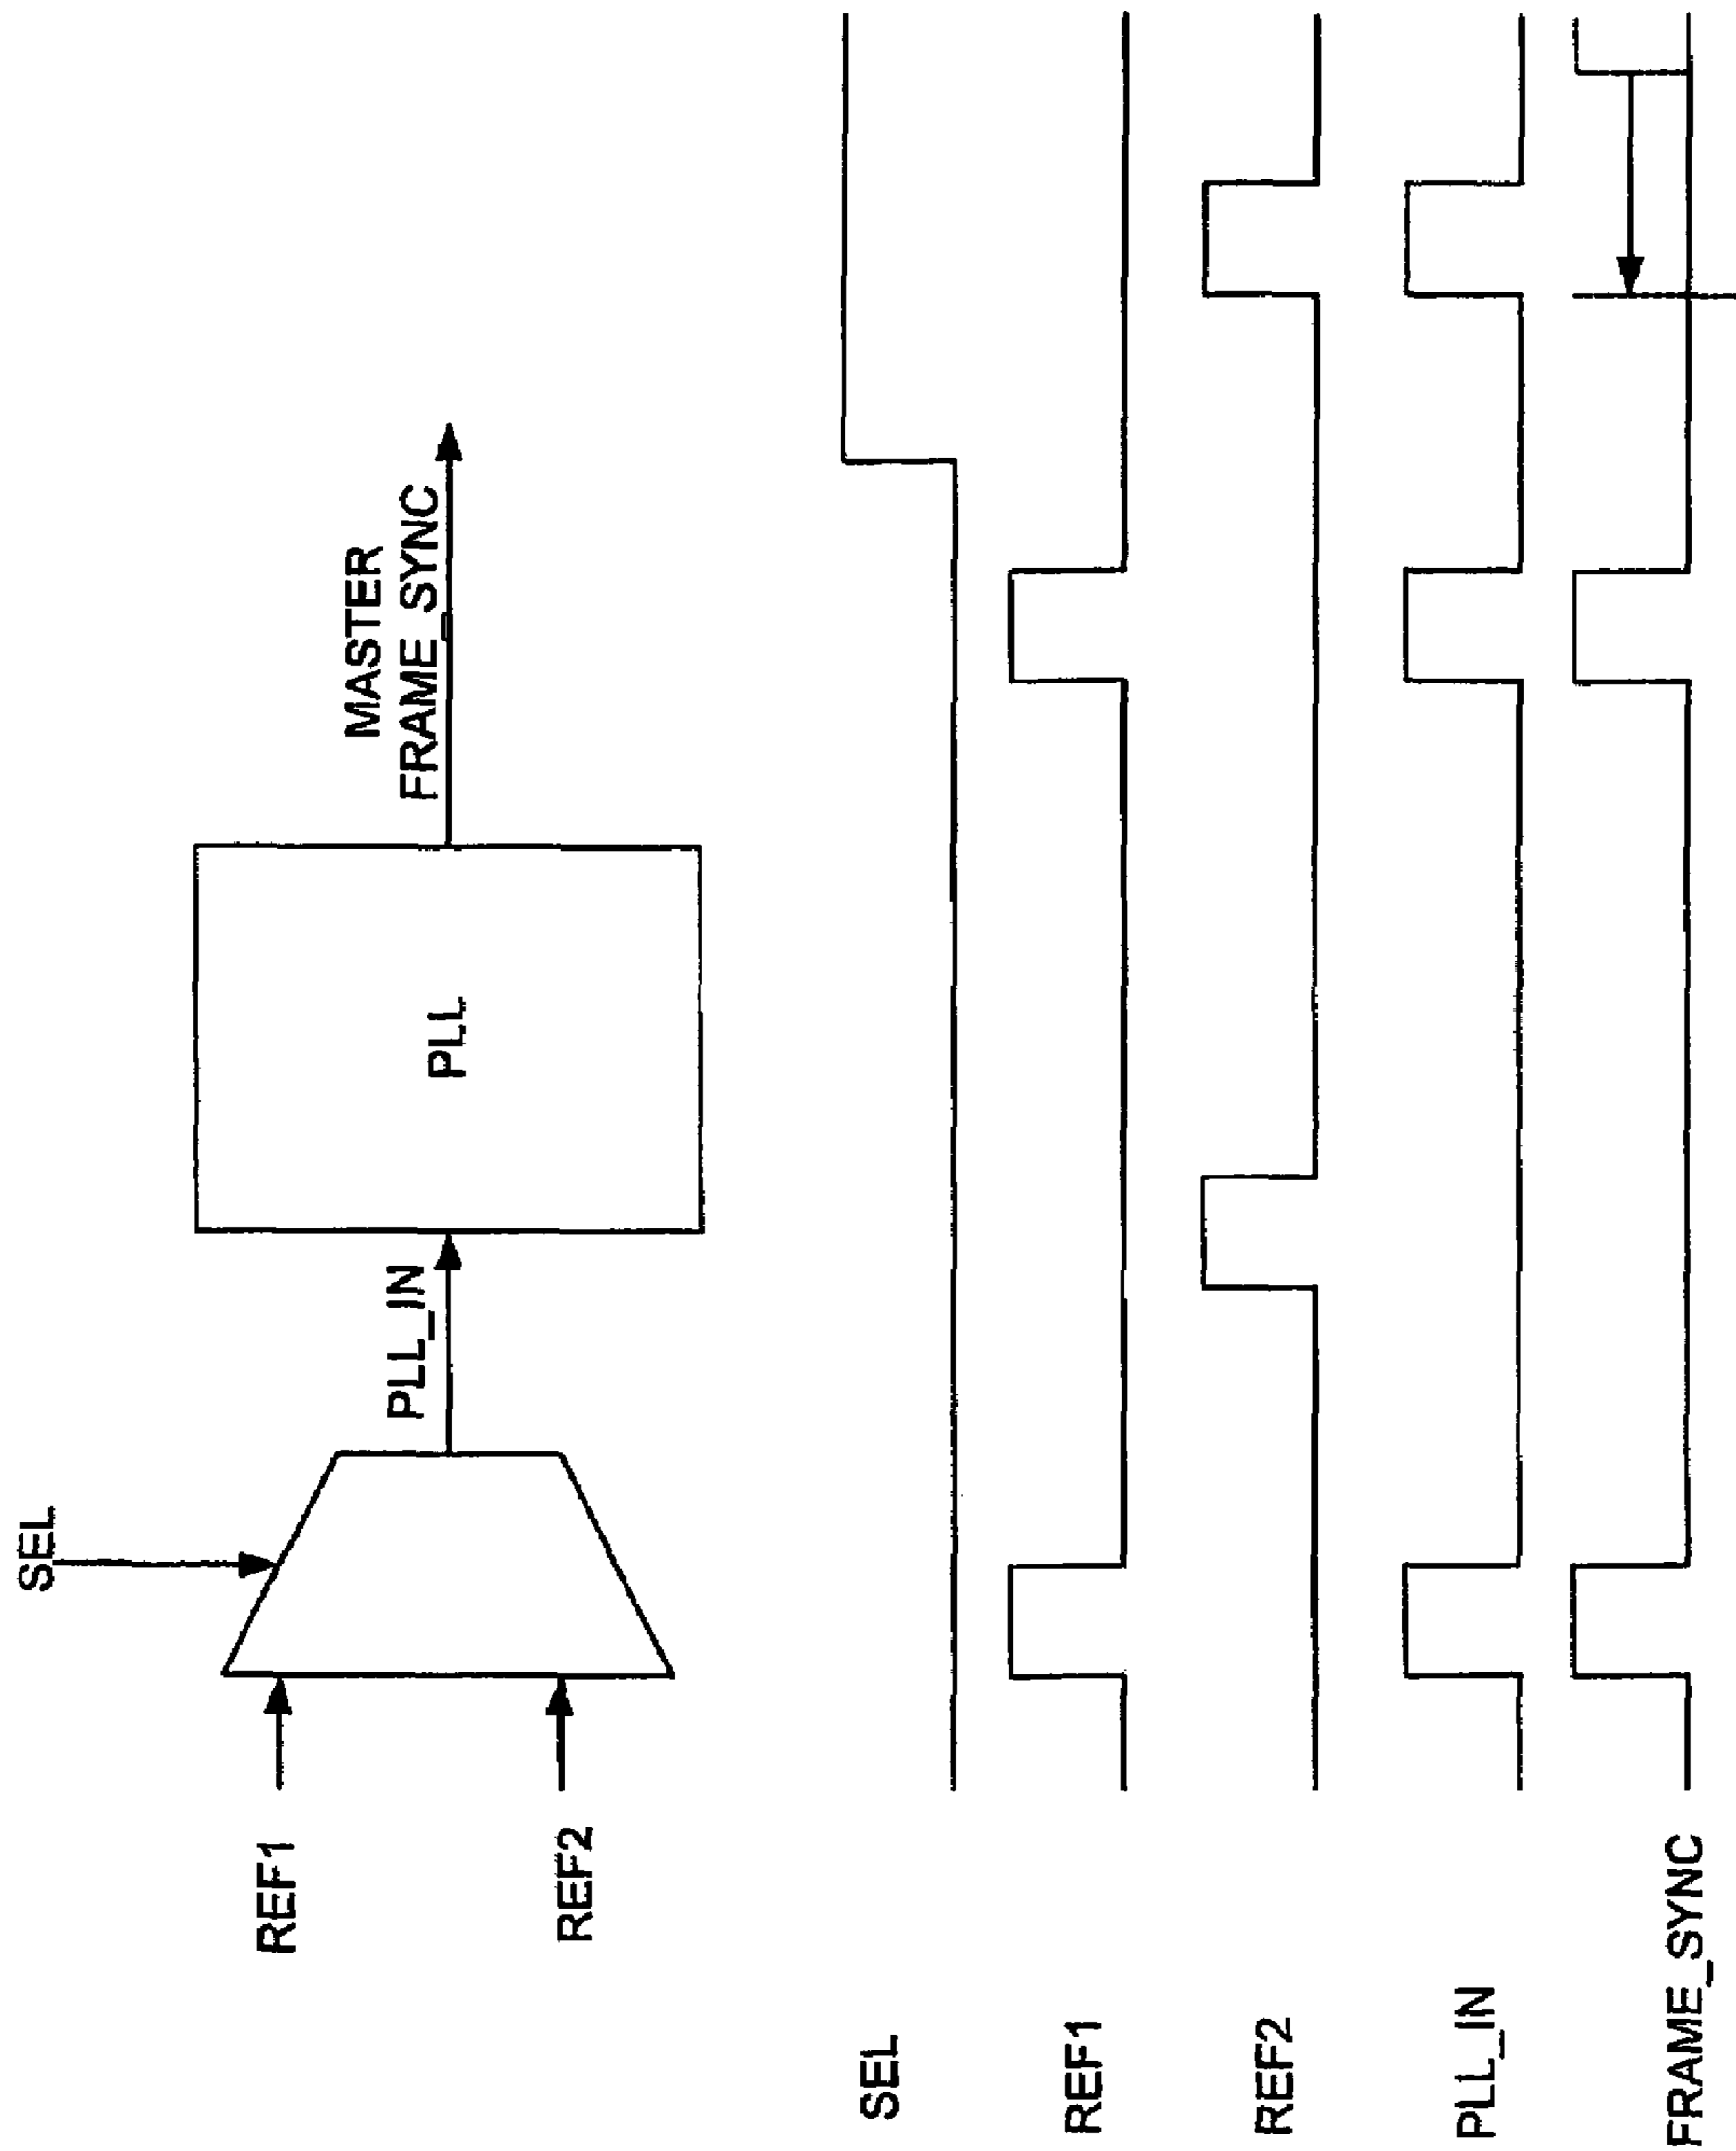 SEL
REF1
REF2
PLL_IN
PLL
MASTER
FRAME_SYNC
SEL
REF1
REF2
PLL_IN
FRAME_SYNC